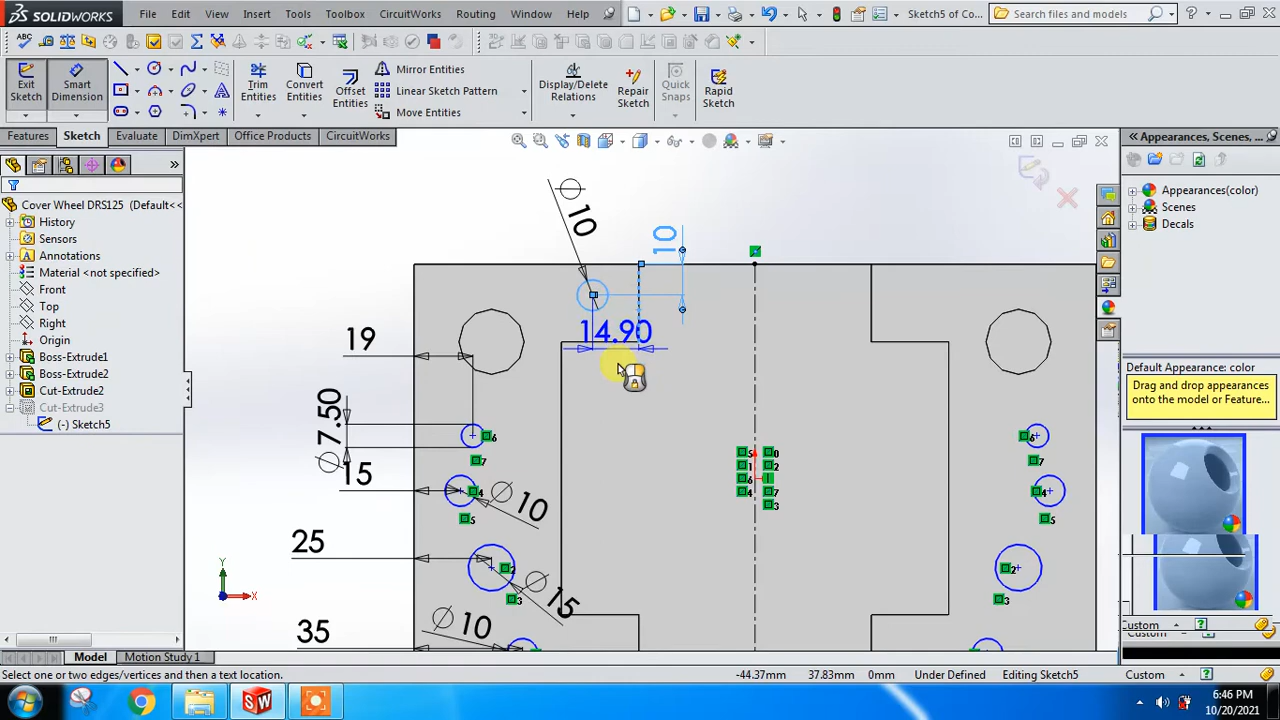 SOLIDWORKS
File
Edit
View
Insert
Tools
Toolbox
CircuitWorks
Routing
Window
Help
Sketch5 of Co...
Search files and models
Exit Sketch
Smart Dimension
Trim Entities
Convert Entities
Offset Entities
Mirror Entities
Linear Sketch Pattern
Move Entities
Display/Delete Relations
Repair Sketch
Quick Snaps
Rapid Sketch
Features
Sketch
Evaluate
DimXpert
Office Products
CircuitWorks
Appearances, Scenes, ...
Appearances(color)
Scenes
Decals
Cover Wheel DRS125 (Default<<
History
Sensors
Annotations
Material <not specified>
Front
Top
Right
Origin
Boss-Extrude1
Boss-Extrude2
Cut-Extrude2
Cut-Extrude3
(-) Sketch5
∅ 10
10
14.90
19
∅ 7.50
15
∅ 10
25
∅ 15
∅ 10
35
Y
X
Default Appearance: color
Drag and drop appearances onto the model or Feature...
Custom
Model
Motion Study 1
Select one or two edges/vertices and then a text location.
-44.37mm
37.83mm
0mm
Editing Sketch5
Custom
6:46 PM
10/20/2021